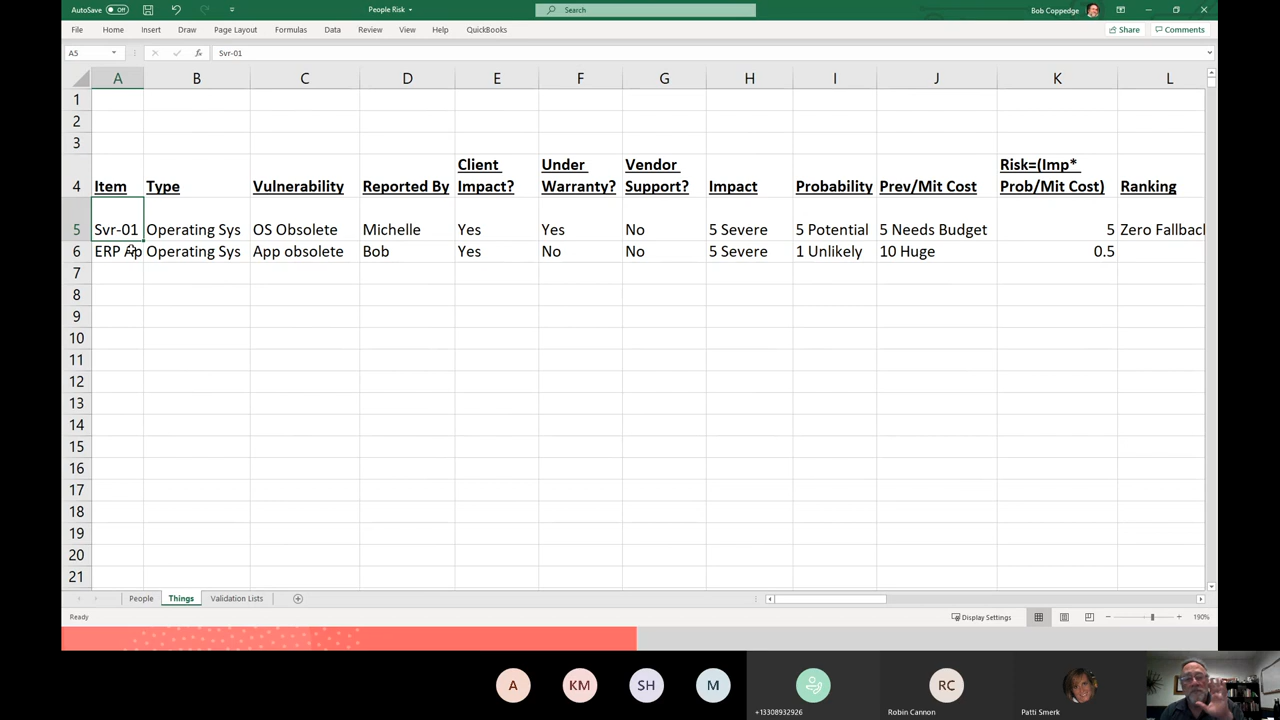 AutoSave Off People Risk Search Bob Coppedge
File Home Insert Draw Page Layout Formulas Data Review View Help QuickBooks Share Comments
A5 fx Svr-01
A B C D E F G H I J K L
1
2
3
Client Under Vendor Risk=(Imp*
4 Item Type Vulnerability Reported By Impact? Warranty? Support? Impact Probability Prev/Mit Cost Prob/Mit Cost) Ranking
5 Svr-01 Operating Sys OS Obsolete Michelle Yes Yes No 5 Severe 5 Potential 5 Needs Budget 5 Zero Fallback
6 ERP Ap Operating Sys App obsolete Bob Yes No No 5 Severe 1 Unlikely 10 Huge 0.5
7
8
9
10
11
12
13
14
15
16
17
18
19
20
21
People Things Validation Lists
Ready Display Settings 190%
A KM SH M RC
+13308932926 Robin Cannon Patti Smerk